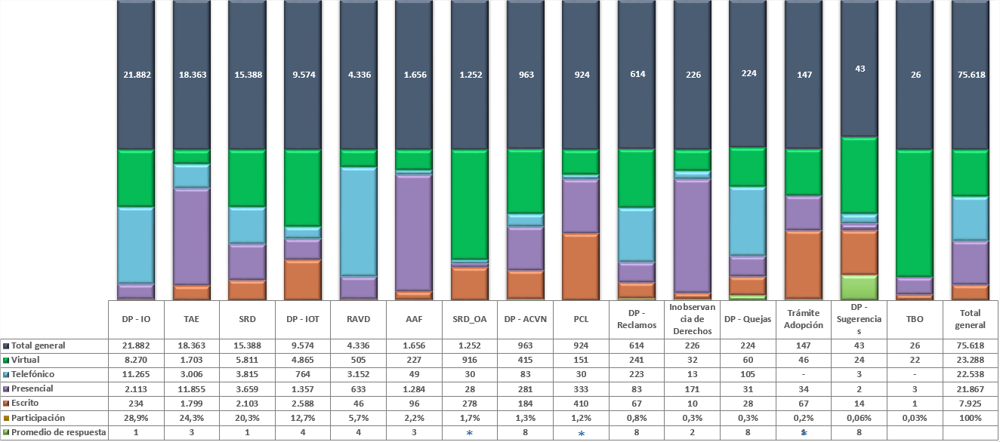 21.882 18.363 15.388 9.574 4.336 1.656 1.252 963 924 614 226 224 147 43 26 75.618
DP - IO TAE SRD DP - IOT RAVD AAF SRD_OA DP - ACVN PCL DP - Reclamos Inobservancia de Derechos DP - Quejas Trámite Adopción DP - Sugerencias TBO Total general
Total general 21.882 18.363 15.388 9.574 4.336 1.656 1.252 963 924 614 226 224 147 43 26 75.618
Virtual 8.270 1.703 5.811 4.865 505 227 916 415 151 241 32 60 46 24 22 23.288
Telefónico 11.265 3.006 3.815 764 3.152 49 30 83 30 223 13 105 - 3 - 22.538
Presencial 2.113 11.855 3.659 1.357 633 1.284 28 281 333 83 171 31 34 2 3 21.867
Escrito 234 1.799 2.103 2.588 46 96 278 184 410 67 10 28 67 14 1 7.925
Participación 28,9% 24,3% 20,3% 12,7% 5,7% 2,2% 1,7% 1,3% 1,2% 0,8% 0,3% 0,3% 0,2% 0,06% 0,03% 100%
Promedio de respuesta 1 3 1 4 4 3 * 8 * 8 2 8 * 8